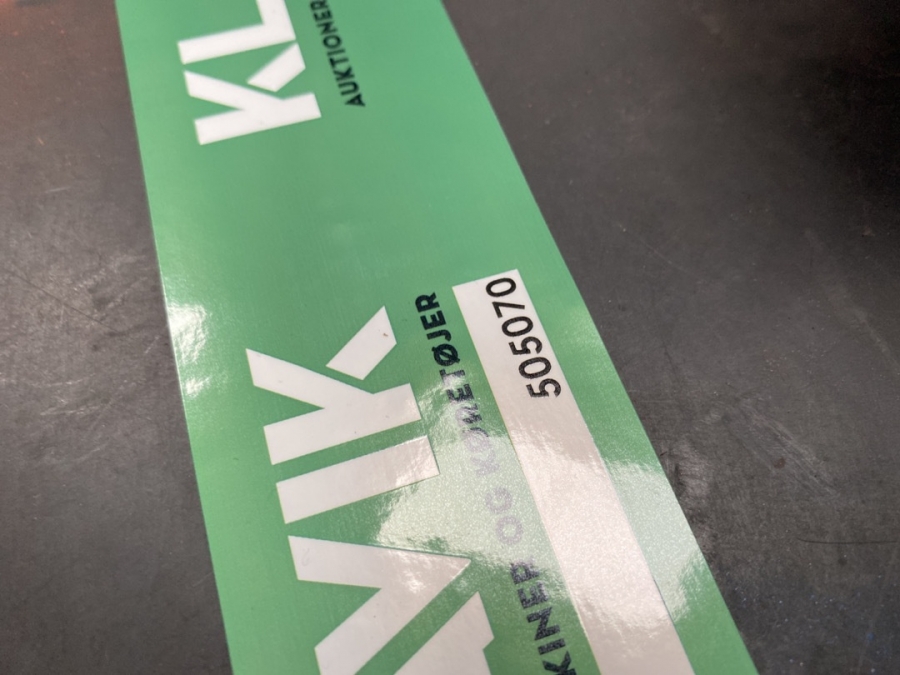 VIK
KINER OG KØRETØJER
505070
KL
AUKTIONER